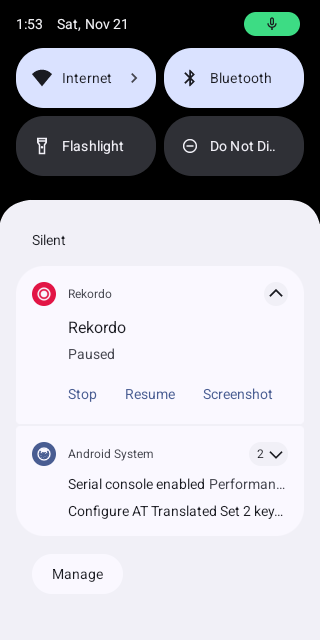 1:53 Sat, Nov 21
Internet
Bluetooth
Flashlight
Do Not Di..
Silent
Rekordo
Rekordo
Paused
Stop Resume Screenshot
Android System 2
Serial console enabled Performan...
Configure AT Translated Set 2 key...
Manage